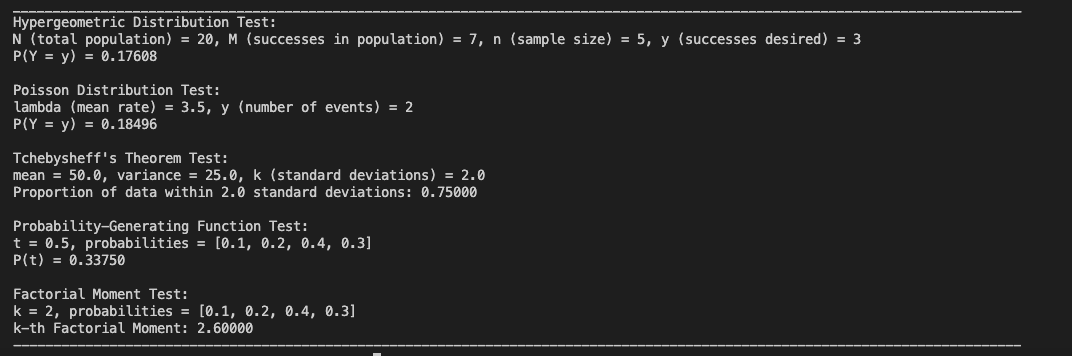 Hypergeometric Distribution Test:
N (total population) = 20, M (successes in population) = 7, n (sample size) = 5, y (successes desired) = 3
P(Y = y) = 0.17608
Poisson Distribution Test:
lambda (mean rate) = 3.5, y (number of events) = 2
P(Y = y) = 0.18496
Tchebysheff's Theorem Test:
mean = 50.0, variance = 25.0, k (standard deviations) = 2.0
Proportion of data within 2.0 standard deviations: 0.75000
Probability-Generating Function Test:
t = 0.5, probabilities = [0.1, 0.2, 0.4, 0.3]
P(t) = 0.33750
Factorial Moment Test:
k = 2, probabilities = [0.1, 0.2, 0.4, 0.3]
k-th Factorial Moment: 2.60000